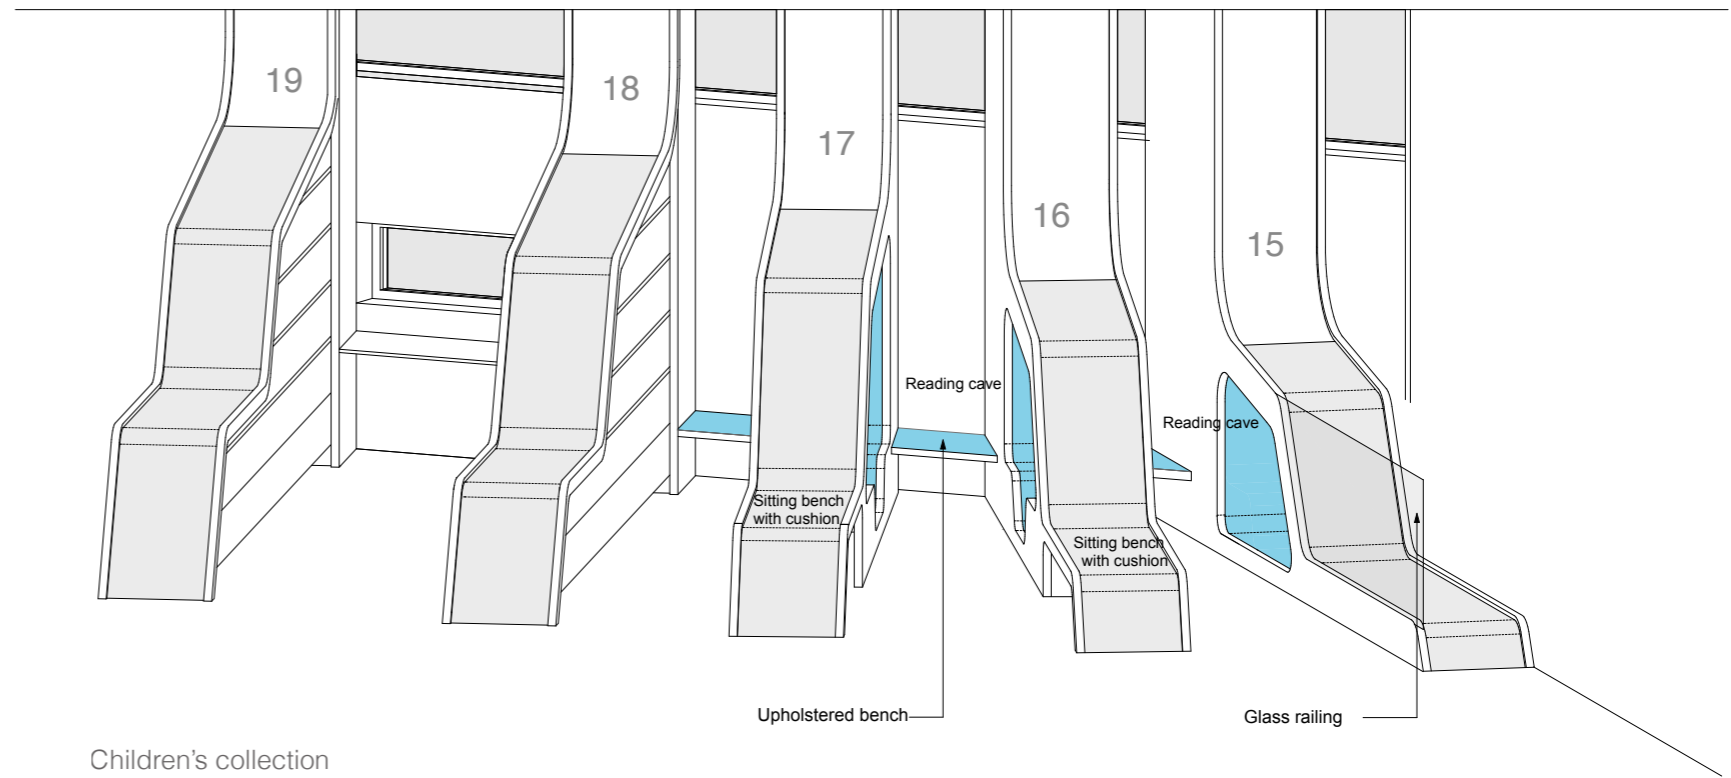 19
18
17
16
15
Reading cave
Reading cave
Sitting bench
with cushion
Sitting bench
with cushion
Upholstered bench
Glass railing
Children's collection